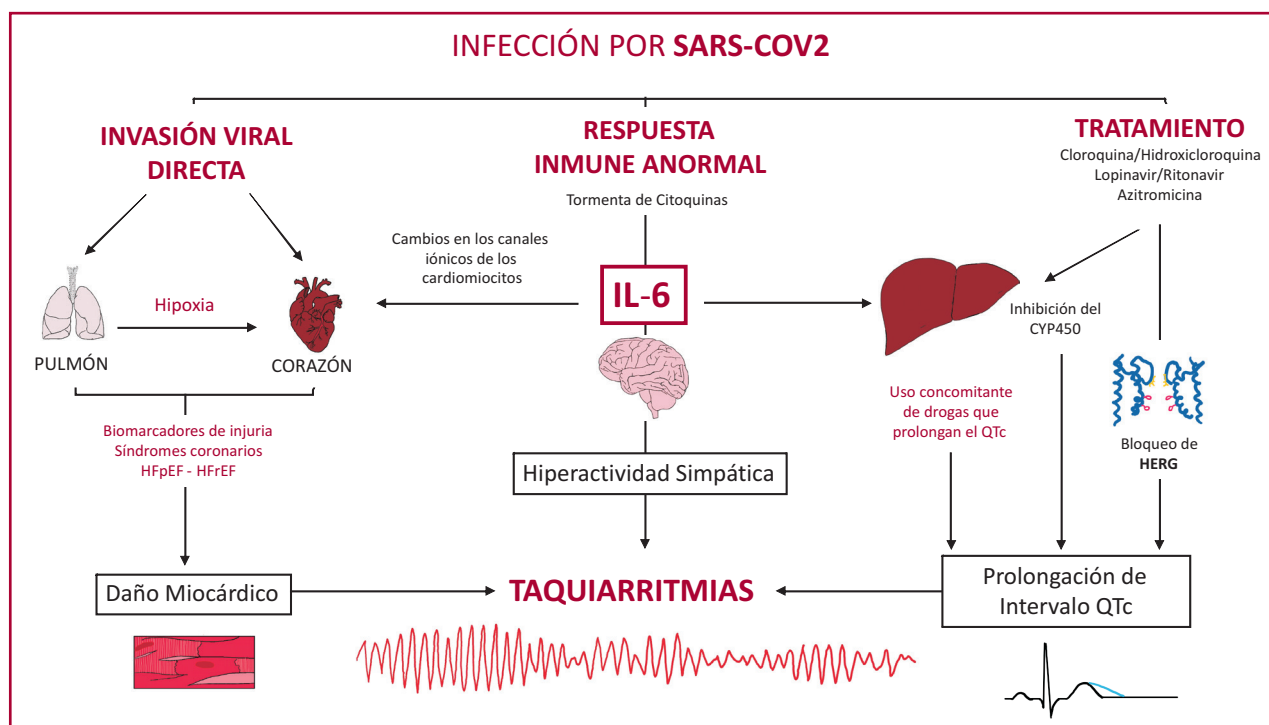 INFECCIÓN POR SARS-COV2
INVASIÓN VIRAL
DIRECTA
RESPUESTA
INMUNE ANORMAL
Tormenta de Citoquinas
TRATAMIENTO
Cloroquina/Hidroxicloroquina
Lopinavir/Ritonavir
Azitromicina
Cambios en los canales
iónicos de los
cardiomiocitos
IL-6
Hipoxia
PULMÓN
CORAZÓN
Inhibición del
CYP450
Biomarcadores de injuria
Síndromes coronarios
HFpEF - HFrEF
Uso concomitante
de drogas que
prolongan el QTc
Bloqueo de
HERG
Hiperactividad Simpática
Daño Miocárdico
TAQUIARRITMIAS
Prolongación de
Intervalo QTc